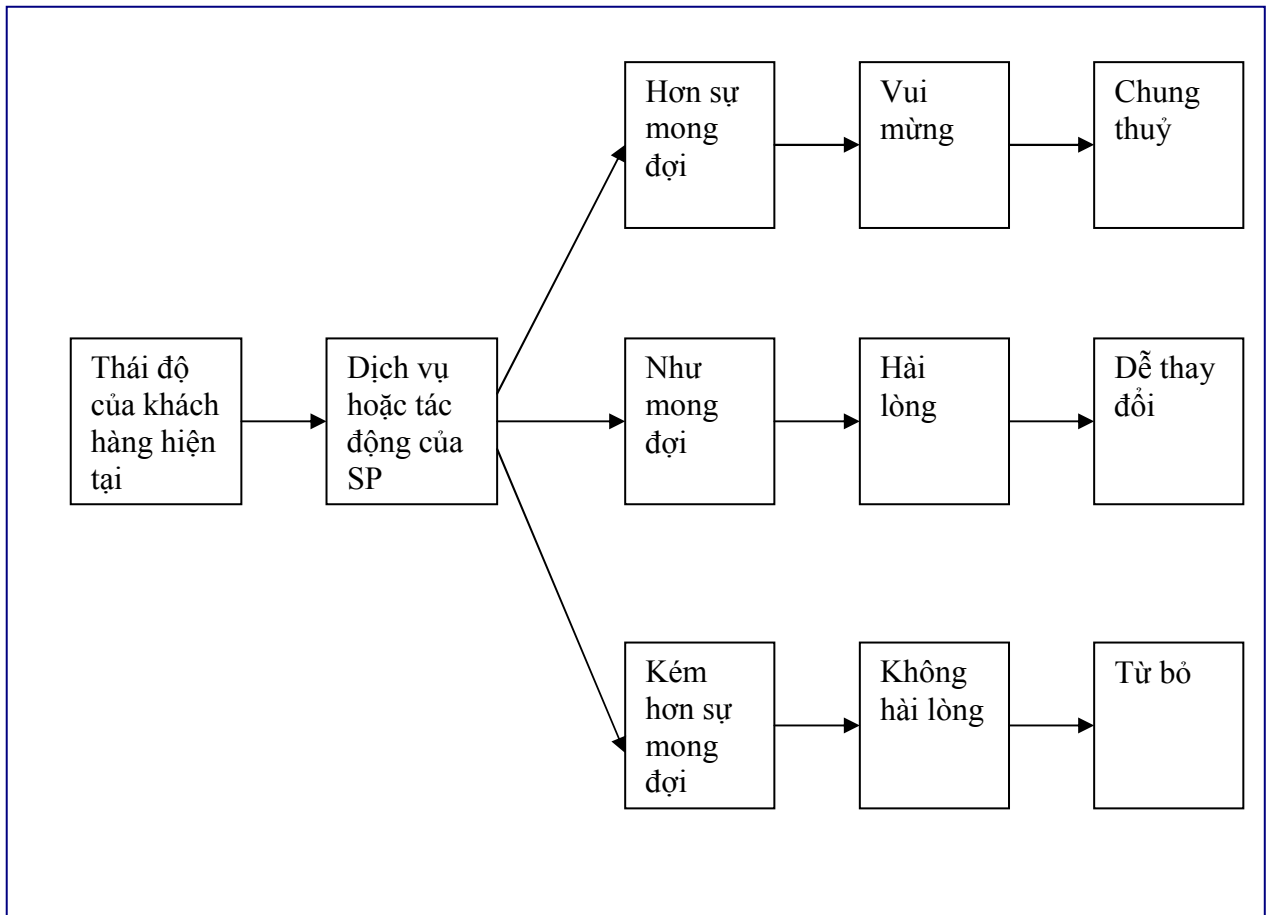 Hơn sự
mong
đợi
Vui
mừng
Chung
thuỷ
Thái độ
của khách
hàng hiện
tại
Dịch vụ
hoặc tác
động của
SP
Như
mong
đợi
Hài
lòng
Dễ thay
đổi
Kém
hơn sự
mong
đợi
Không
hài lòng
Từ bỏ